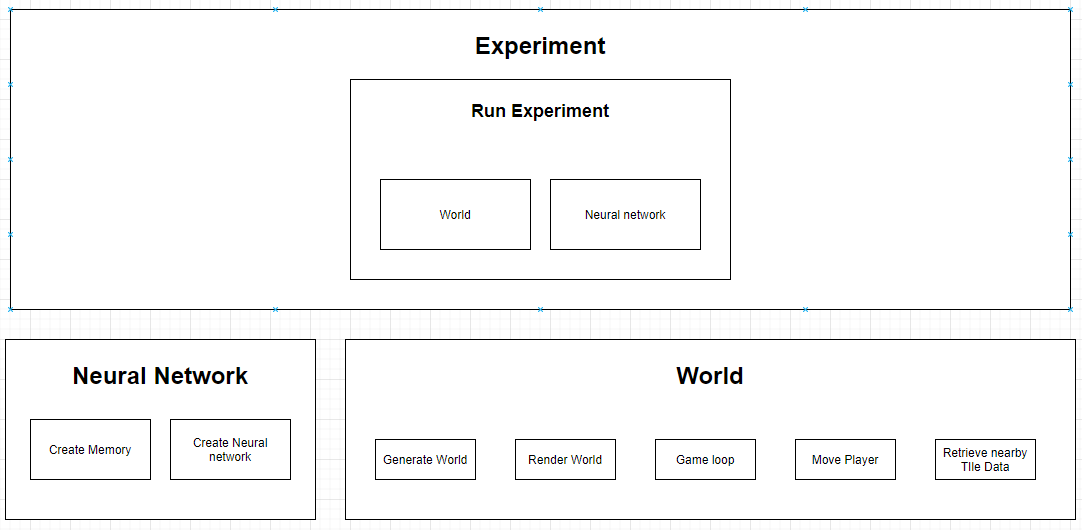 Experiment
Run Experiment
World
Neural network
Neural Network
Create Memory
Create Neural
network
World
Generate World
Render World
Game loop
Move Player
Retrieve nearby
TIle Data